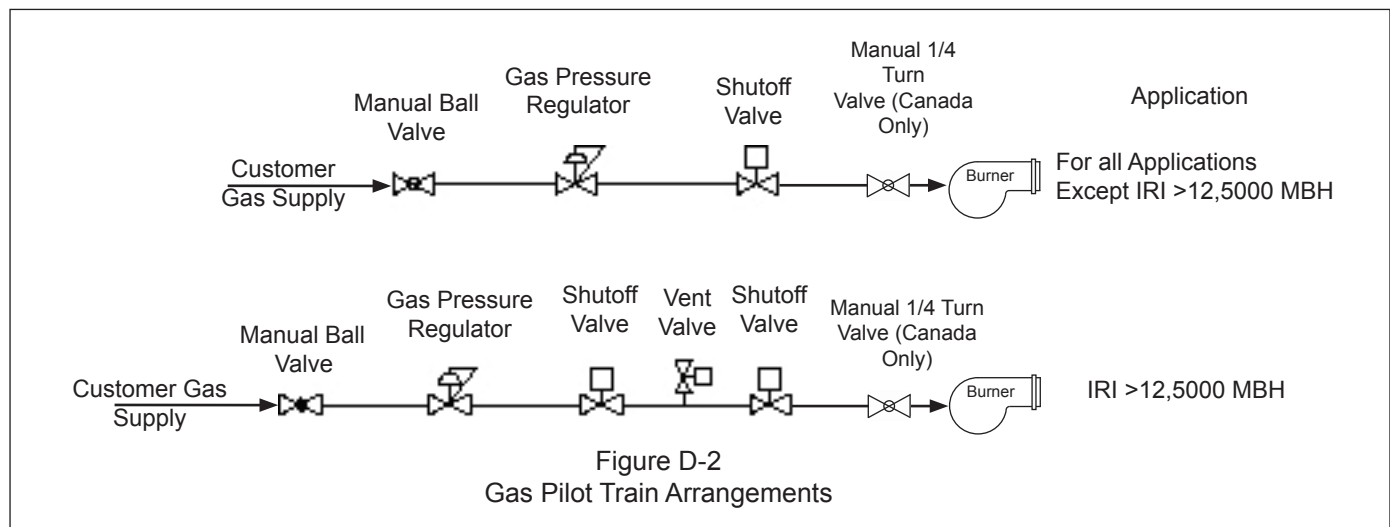 Manual Ball
Valve
Gas Pressure
Regulator
Shutoff
Valve
Manual 1/4
Turn
Valve (Canada
Only)
Application
Customer
Gas Supply
Burner
For all Applications
Except IRI >12,5000 MBH
Manual Ball
Valve
Gas Pressure
Regulator
Shutoff
Valve
Vent
Valve
Shutoff
Valve
Manual 1/4 Turn
Valve (Canada
Only)
Customer Gas
Supply
Burner
IRI >12,5000 MBH
Figure D-2
Gas Pilot Train Arrangements